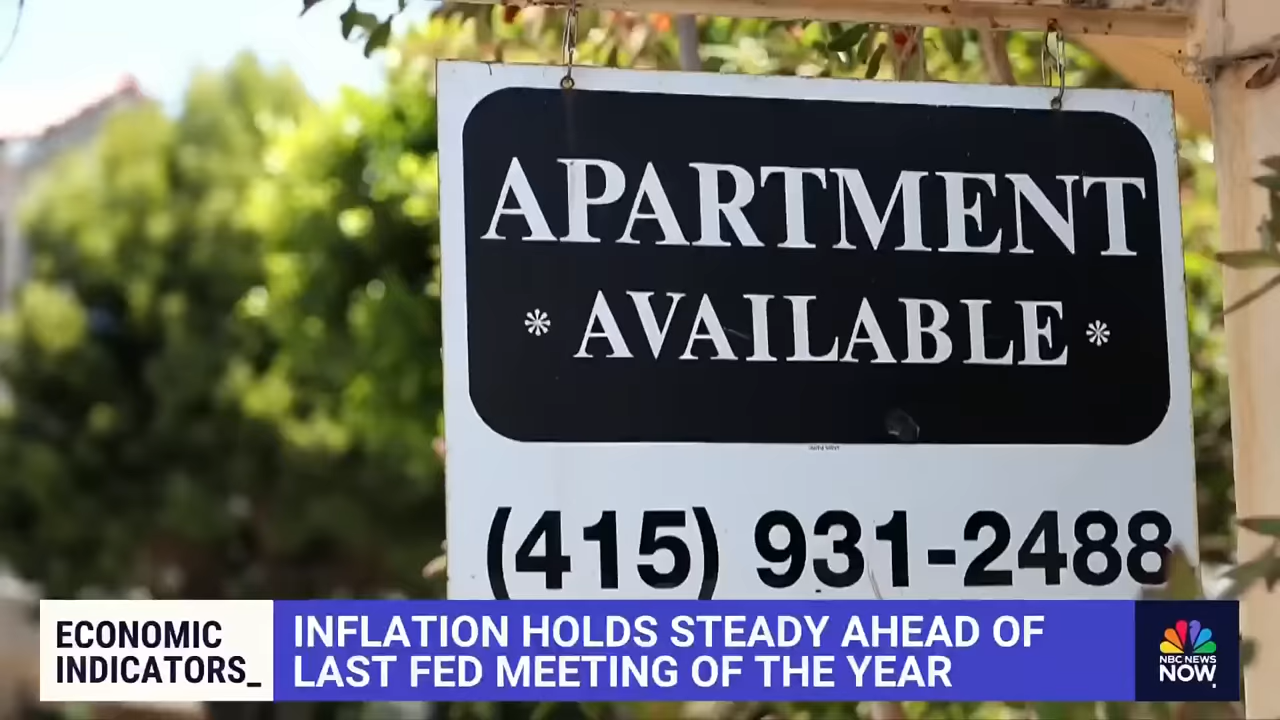 APARTMENT
* AVAILABLE *
(415) 931-2488
ECONOMIC
INDICATORS_
INFLATION HOLDS STEADY AHEAD OF
LAST FED MEETING OF THE YEAR
NBC NEWS
NOW